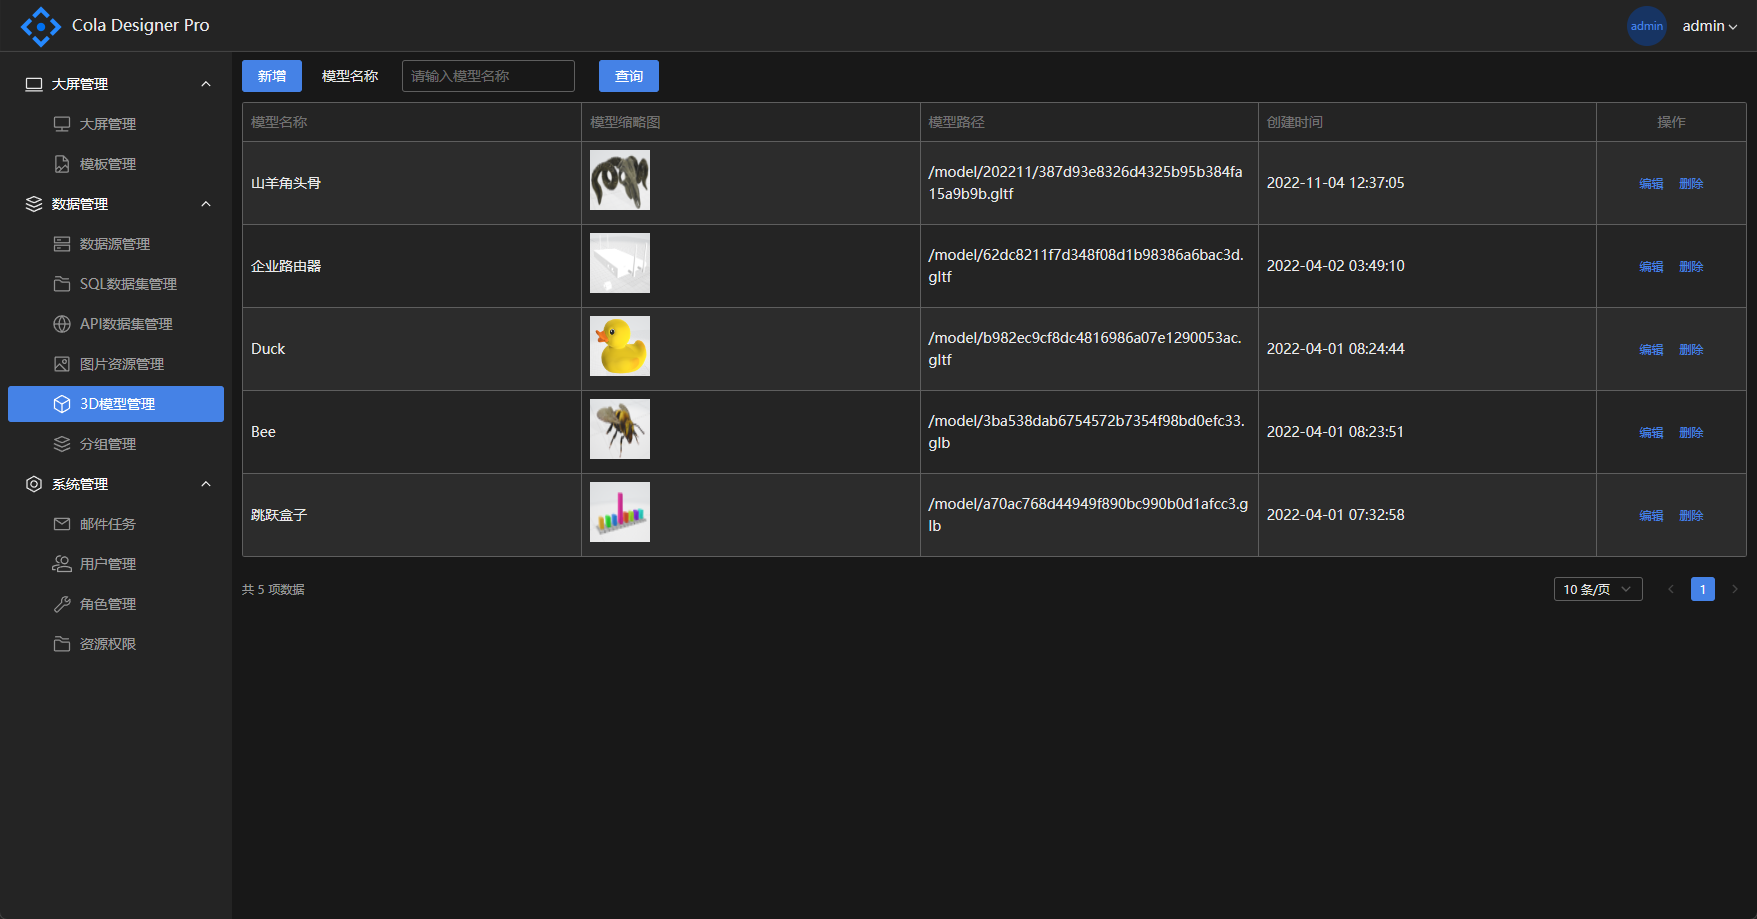 Cola Designer Pro
admin
admin
大屏管理
大屏管理
模板管理
数据管理
数据源管理
SQL数据集管理
API数据集管理
图片资源管理
3D模型管理
分组管理
系统管理
邮件任务
用户管理
角色管理
资源权限
新增 模型名称 请输入模型名称 查询
模型名称 模型缩略图 模型路径 创建时间 操作
山羊角头骨 /model/202211/387d93e8326d4325b95b384fa
15a9b9b.gltf 2022-11-04 12:37:05 编辑 删除
企业路由器 /model/62dc8211f7d348f08d1b98386a6bac3d.
gltf 2022-04-02 03:49:10 编辑 删除
Duck /model/b982ec9cf8dc4816986a07e1290053ac.
gltf 2022-04-01 08:24:44 编辑 删除
Bee /model/3ba538dab6754572b7354f98bd0efc33.
glb 2022-04-01 08:23:51 编辑 删除
跳跃盒子 /model/a70ac768d44949f890bc990b0d1afcc3.g
lb 2022-04-01 07:32:58 编辑 删除
共 5 项数据 10 条/页 1